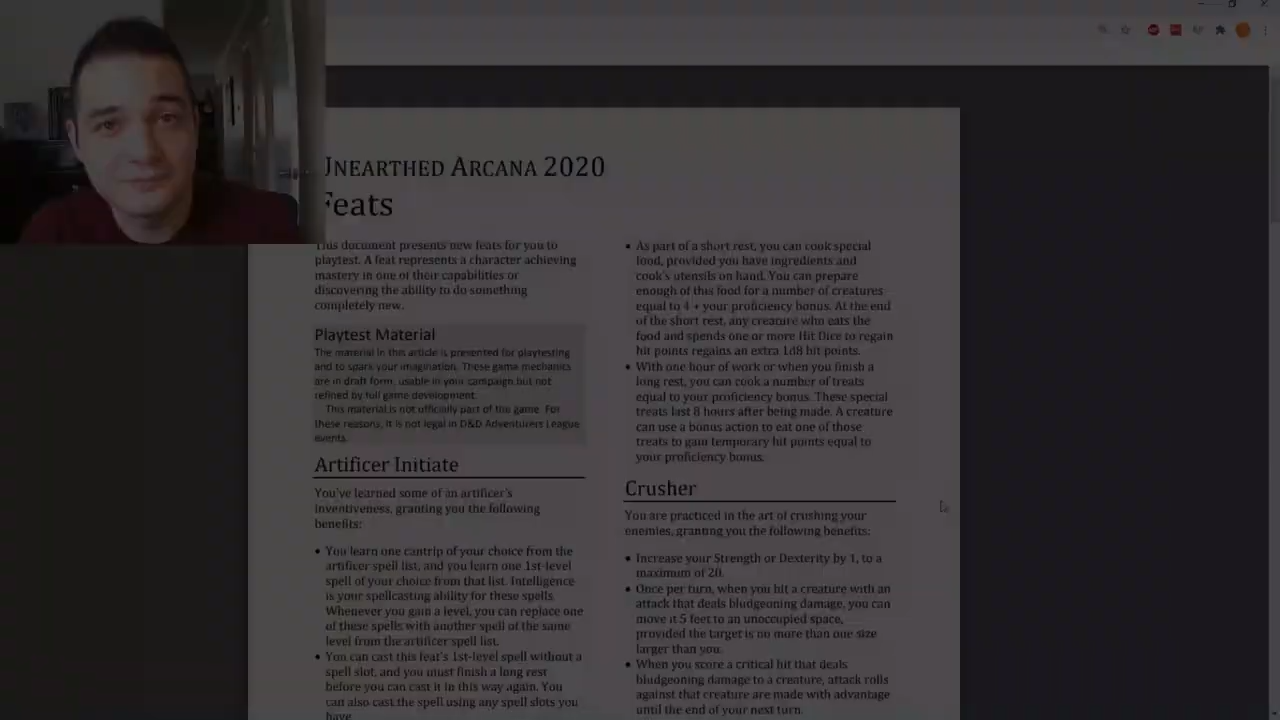 UNEARTHED ARCANA 2020
Feats
This document presents new feats for you to
playtest. A feat represents a character achieving
mastery in one of their capabilities or
discovering the ability to do something
completely new.
Playtest Material
The material in this article is presented for playtesting
and to spark your imagination. These game mechanics
are in draft form, usable in your campaign but not
refined by full game development.
This material is not officially part of the game. For
these reasons, it is not legal in D&D Adventurers League
events.
Artificer Initiate
You've learned some of an artificer's
inventiveness, granting you the following
benefits:
• You learn one cantrip of your choice from the
artificer spell list, and you learn one 1st-level
spell of your choice from that list. Intelligence
is your spellcasting ability for these spells.
Whenever you gain a level, you can replace one
of these spells with another spell of the same
level from the artificer spell list.
• You can cast this feat's 1st-level spell without a
spell slot, and you must finish a long rest
before you can cast it in this way again. You
can also cast the spell using any spell slots you
have.
• As part of a short rest, you can cook special
food, provided you have ingredients and
cook's utensils on hand. You can prepare
enough of this food for a number of creatures
equal to 4 + your proficiency bonus. At the end
of the short rest, any creature who eats the
food and spends one or more Hit Dice to regain
hit points regains an extra 1d8 hit points.
• With one hour of work or when you finish a
long rest, you can cook a number of treats
equal to your proficiency bonus. These special
treats last 8 hours after being made. A creature
can use a bonus action to eat one of those
treats to gain temporary hit points equal to
your proficiency bonus.
Crusher
You are practiced in the art of crushing your
enemies, granting you the following benefits:
• Increase your Strength or Dexterity by 1, to a
maximum of 20.
• Once per turn, when you hit a creature with an
attack that deals bludgeoning damage, you can
move it 5 feet to an unoccupied space,
provided the target is no more than one size
larger than you.
• When you score a critical hit that deals
bludgeoning damage to a creature, attack rolls
against that creature are made with advantage
until the end of your next turn.